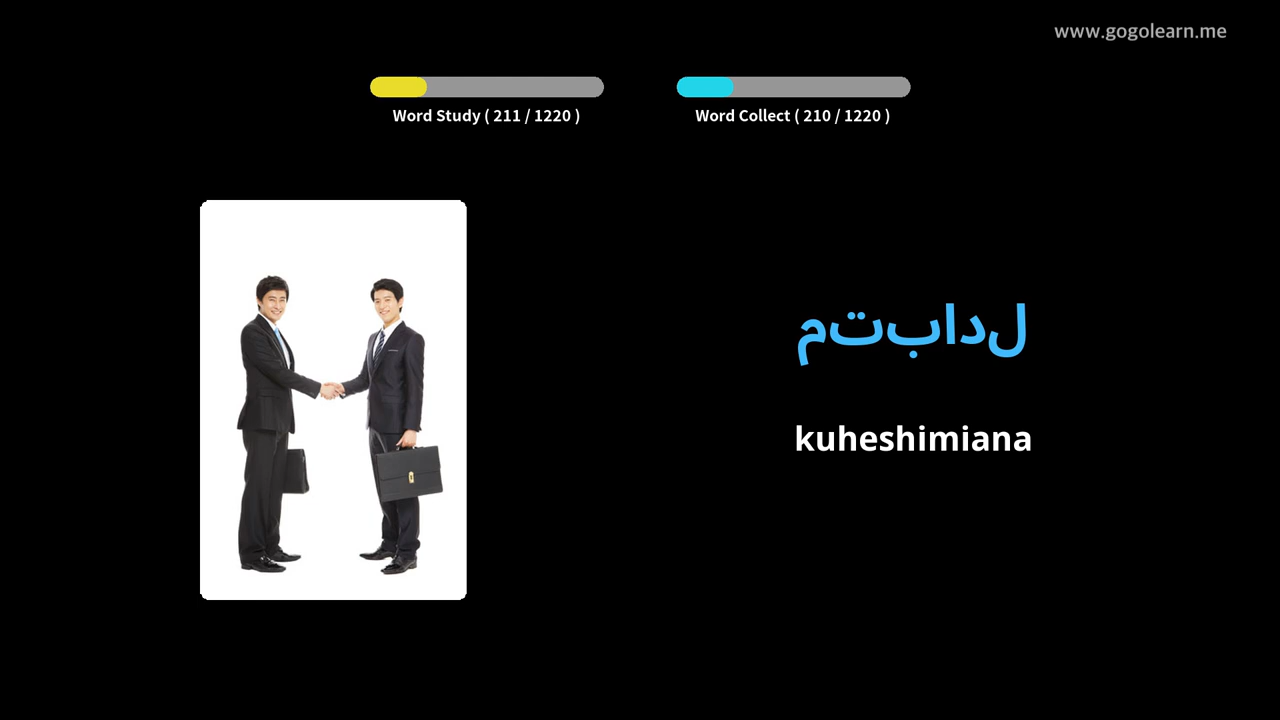 www.gogolearn.me
Word Study ( 211 / 1220 )
Word Collect ( 210 / 1220 )
متبادل
kuheshimiana